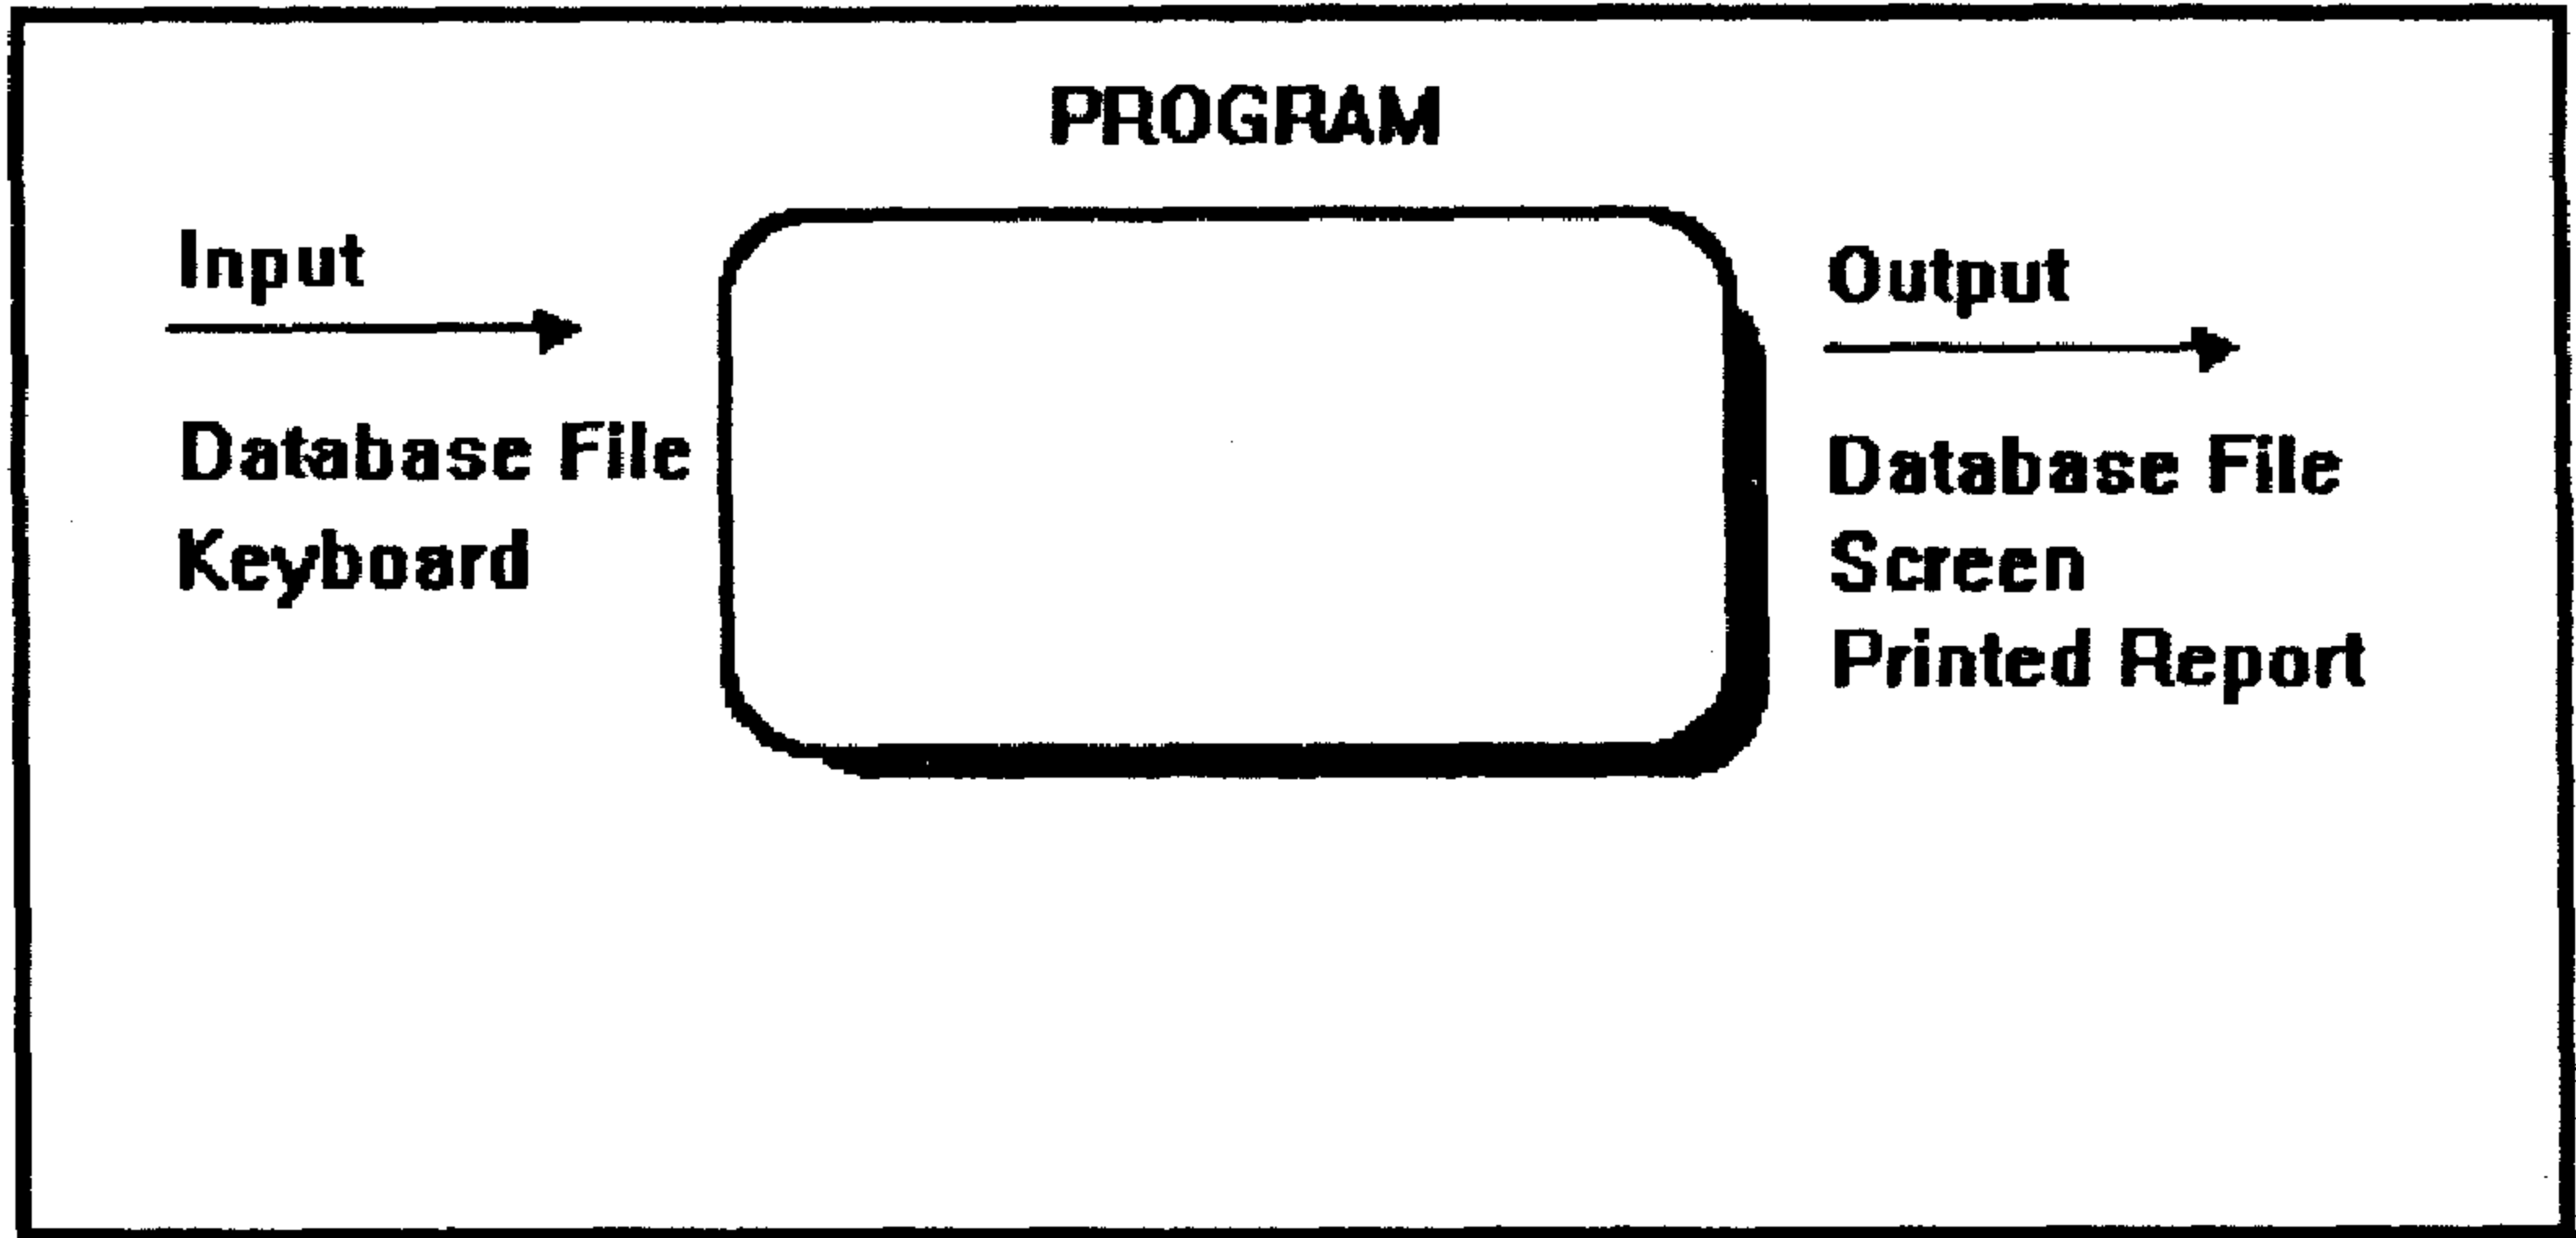 PROGRAM
Input
Database File
Keyboard
Output
Database File
Screen
Printed Report